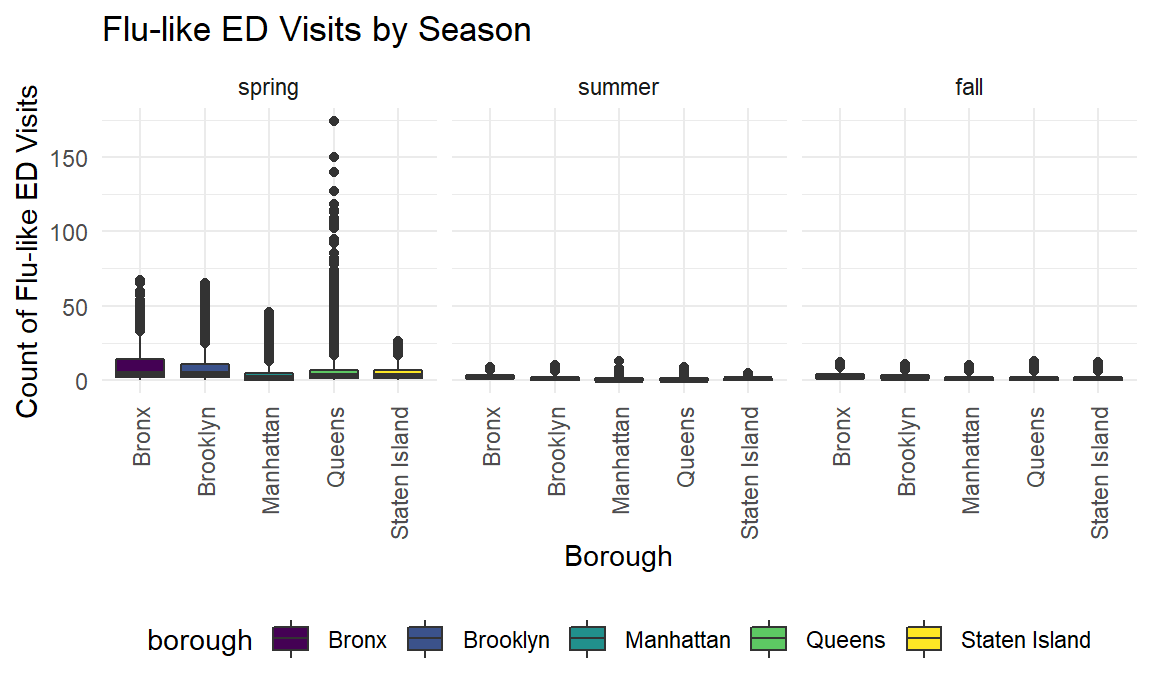 Flu-like ED Visits by Season
spring summer fall
Count of Flu-like ED Visits
150
100
50
0
Bronx Brooklyn Manhattan Queens Staten Island Bronx Brooklyn Manhattan Queens Staten Island Bronx Brooklyn Manhattan Queens Staten Island
Borough
borough Bronx Brooklyn Manhattan Queens Staten Island